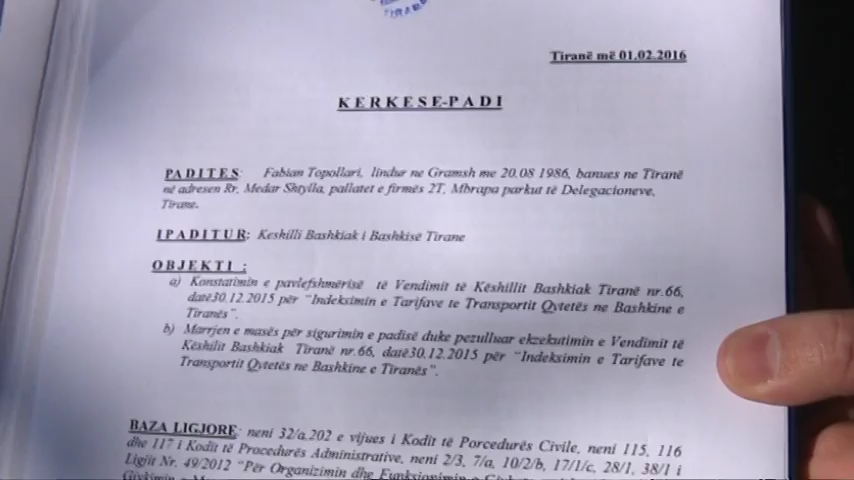 TIRANË
Tiranë më 01.02.2016
KERKESE-PADI
PADITES: Fabian Topollari, lindur ne Gramsh me 20.08 1986, banues ne Tiranë
në adresen Rr. Medar Shtylla, pallatet e firmës 2T, Mbrapa parkut të Delegacioneve,
Tirane.
IPADITUR: Keshilli Bashkiak i Bashkisë Tirane
OBJEKTI :
a) Konstatimin e pavlefshmërisë të Vendimit të Këshillit Bashkiak Tiranë nr.66,
datë30.12.2015 për "Indeksimin e Tarifave te Transportit Qytetës ne Bashkine e
Tiranës".
b) Marrjen e masës për sigurimin e padisë duke pezulluar ekzekutimin e Vendimit të
Këshilit Bashkiak Tiranë nr.66, datë30.12.2015 për "Indeksimin e Tarifave te
Transportit Qytetës ne Bashkine e Tiranës".
BAZA LIGJORE: neni 32/a.202 e vijues i Kodit të Porcedurës Civile, neni 115, 116
dhe 117 i Kodit të Procedurës Administrative, neni 2/3, 7/a, 10/2/b, 17/1/c, 28/1, 38/1 i
Ligjit Nr. 49/2012 "Për Organizimin dhe Funksionimin e